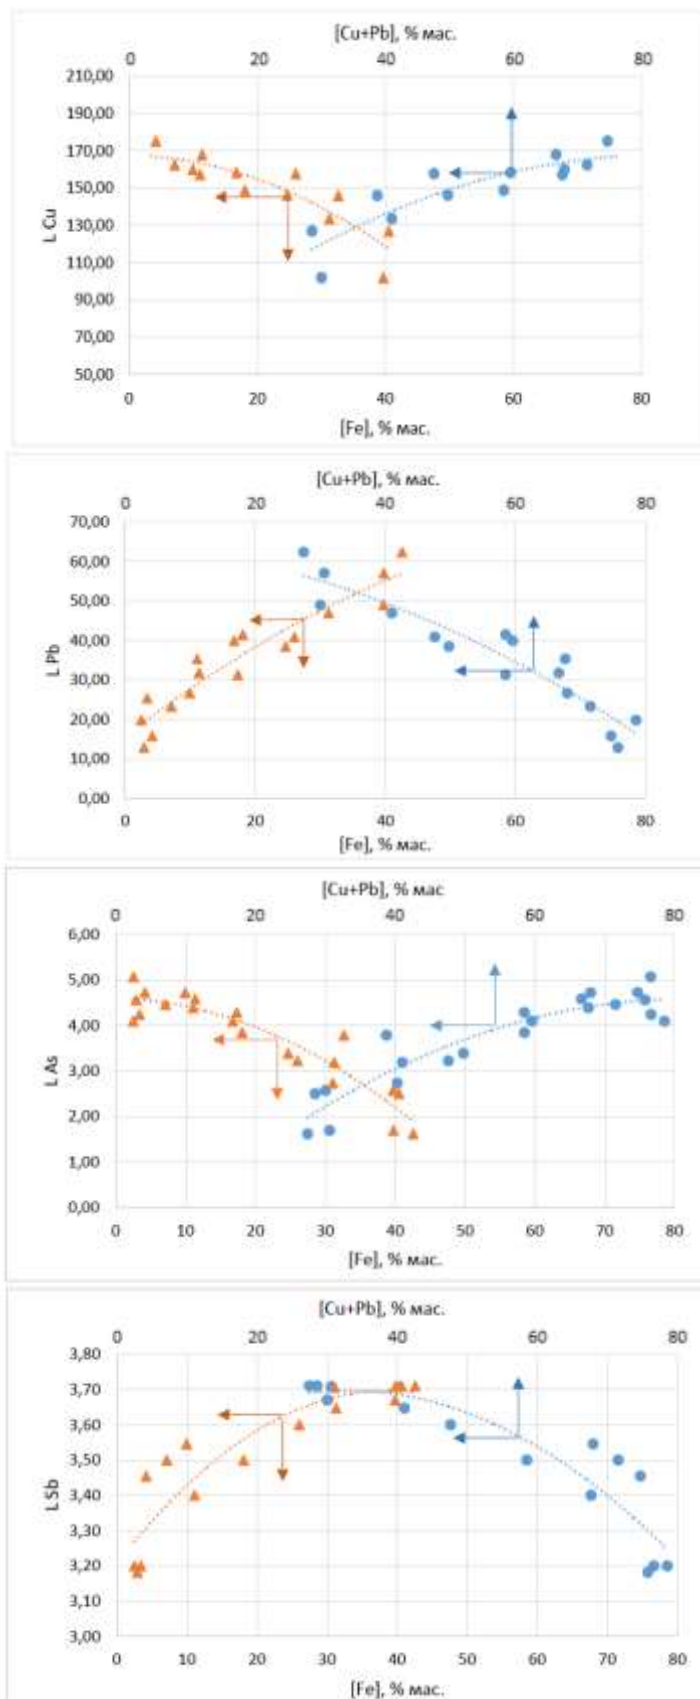 [Cu+Pb], % мас.
0 20 40 60 80
210,00
190,00
170,00
150,00
130,00
110,00
90,00
70,00
50,00
L Cu
0 20 40 60 80
[Fe], % мас.
[Cu+Pb], % мас.
0 20 40 60 80
70,00
60,00
50,00
40,00
30,00
20,00
10,00
0,00
L Pb
0 20 40 60 80
[Fe], % мас.
[Cu+Pb], % мас
0 20 40 60 80
6,00
5,00
4,00
3,00
2,00
1,00
0,00
L As
0 10 20 30 40 50 60 70 80
[Fe], % мас.
[Cu+Pb], % мас.
0 20 40 60 80
3,80
3,70
3,60
3,50
3,40
3,30
3,20
3,10
3,00
L Sb
0 10 20 30 40 50 60 70 80
[Fe], % мас.